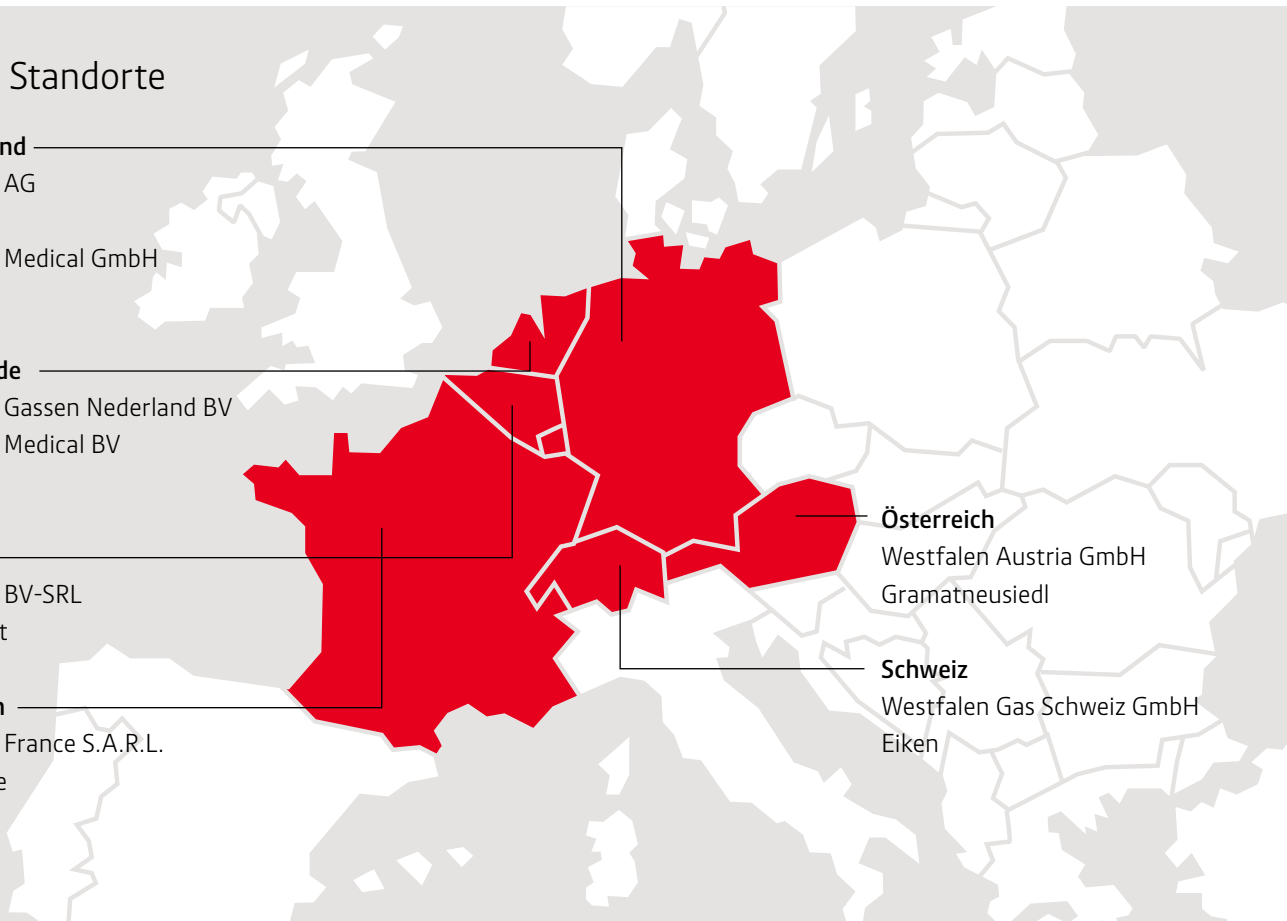 Standorte
nd
AG
Medical GmbH
de
Gassen Nederland BV
Medical BV
BV-SRL
t
n
France S.A.R.L.
e
Österreich
Westfalen Austria GmbH
Gramatneusiedl
Schweiz
Westfalen Gas Schweiz GmbH
Eiken